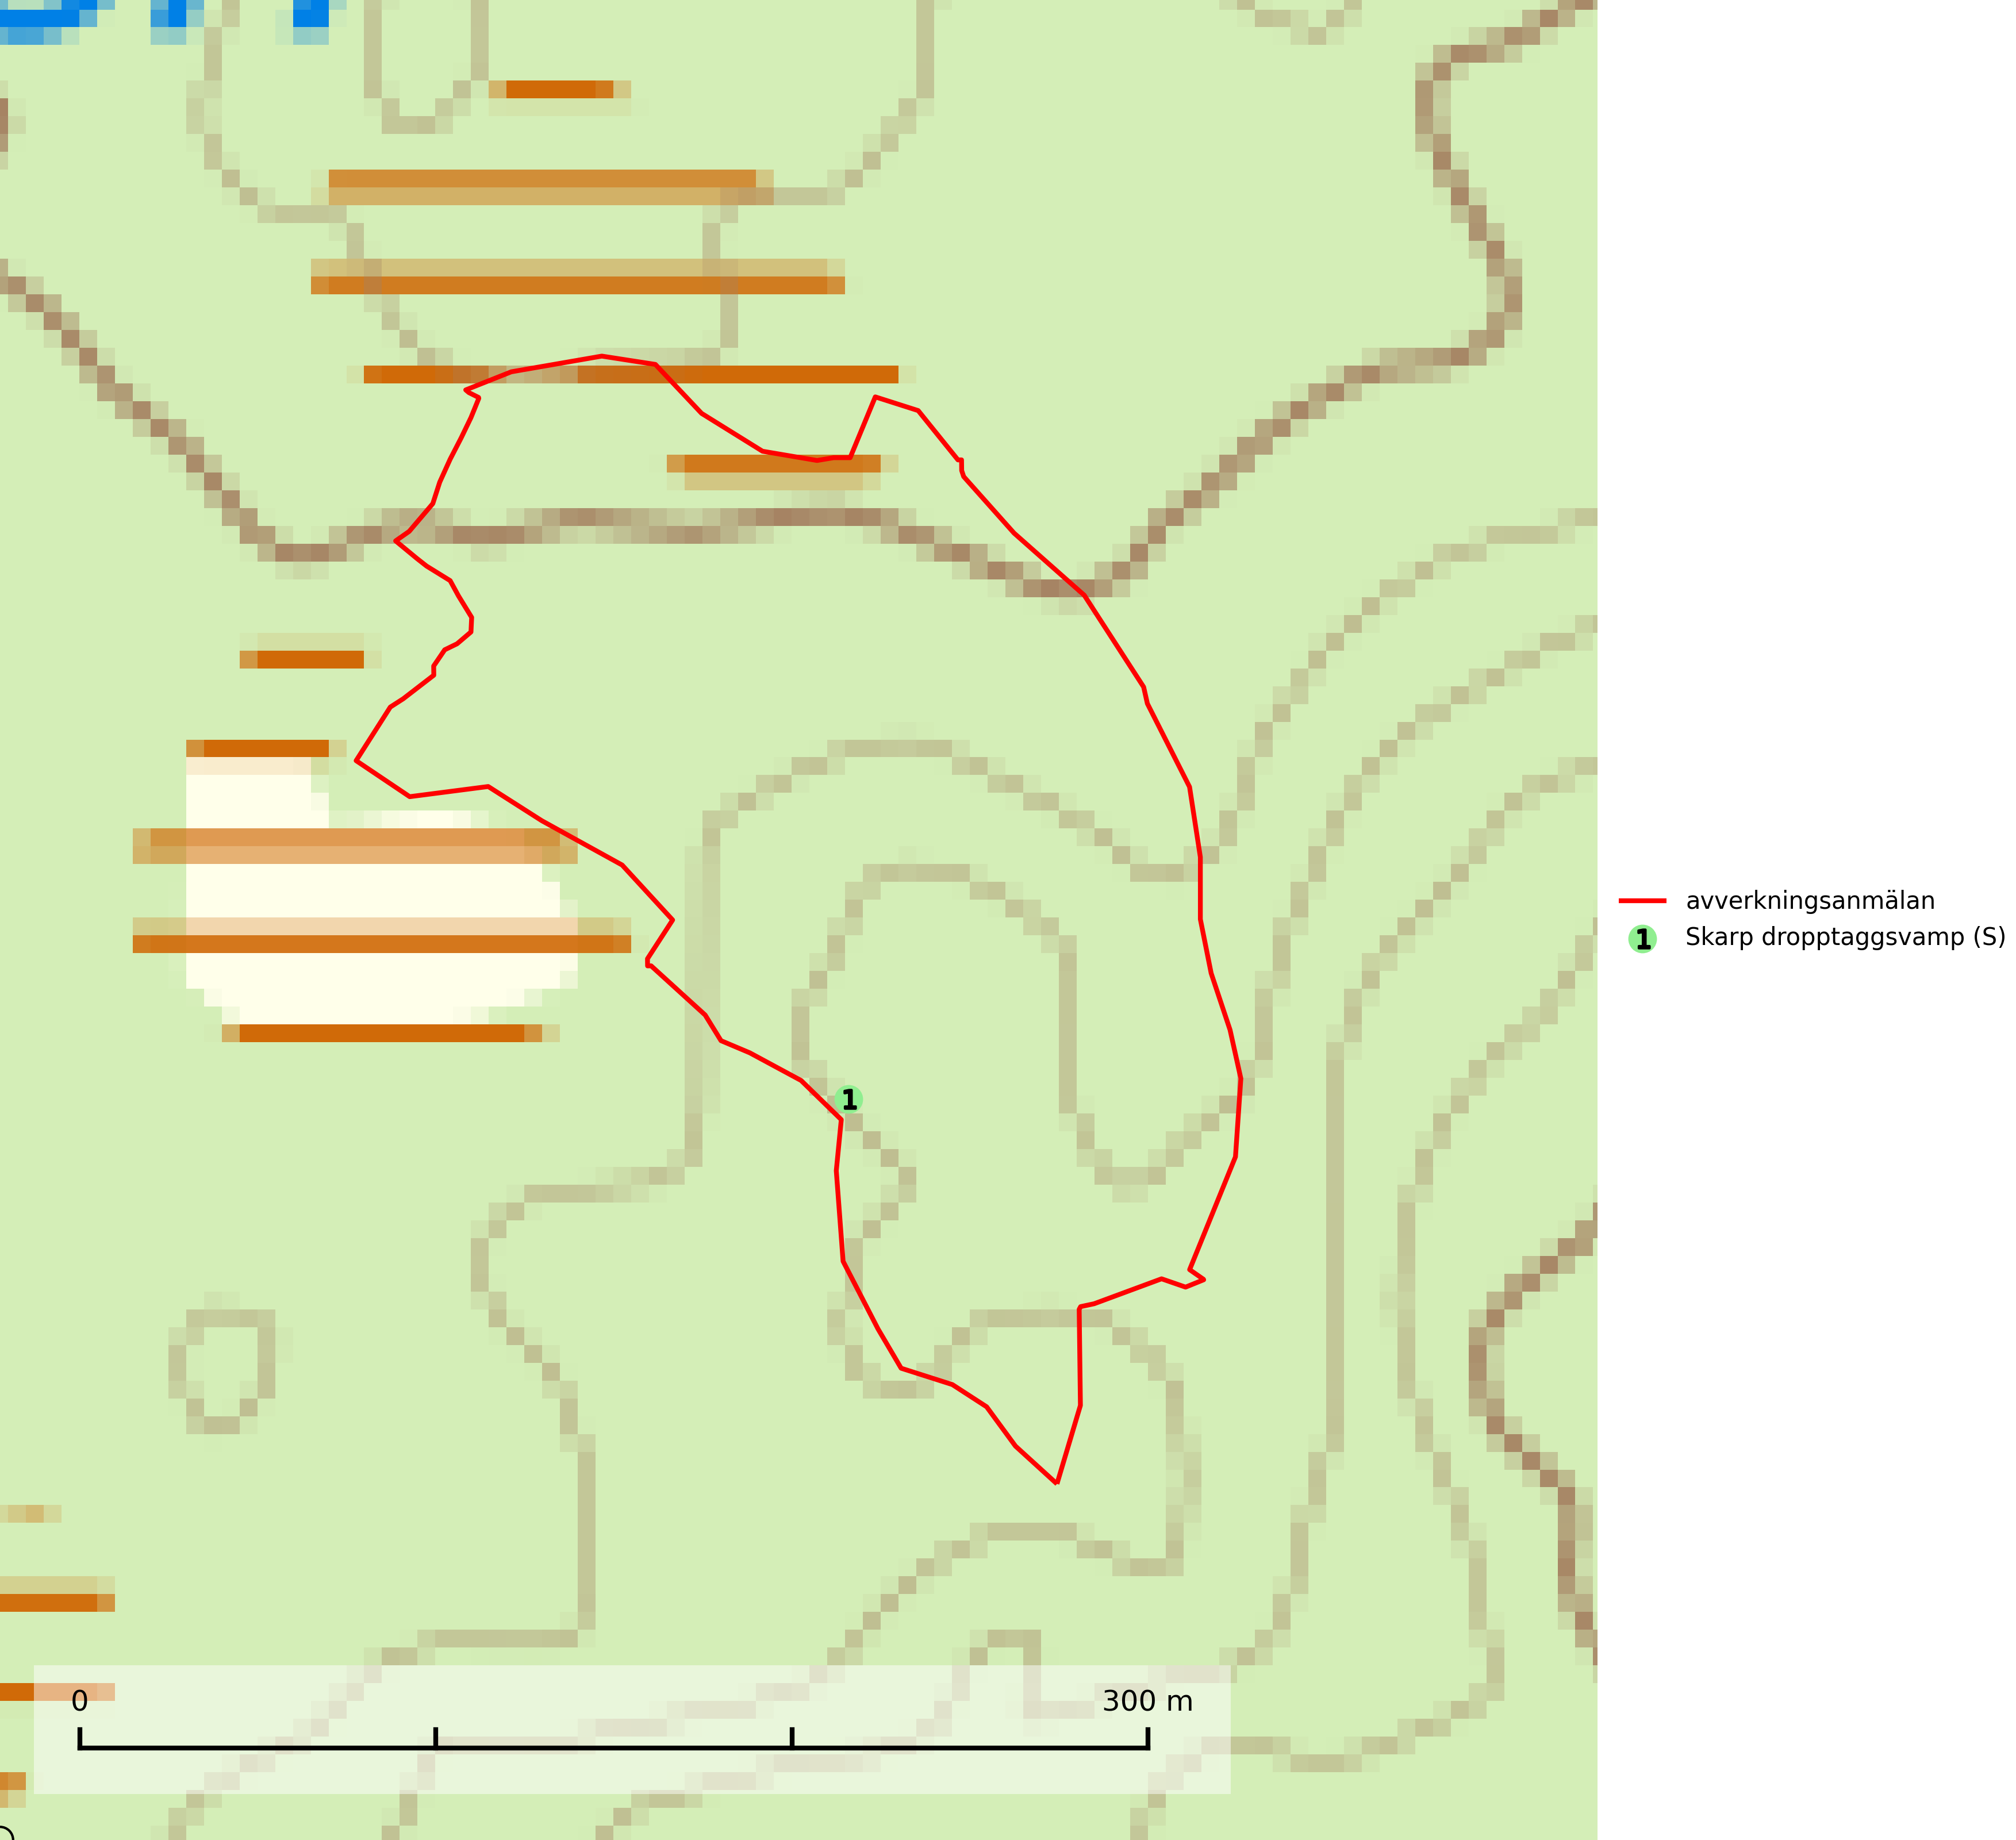 avverkningsanmälan
1 Skarp dropptaggsvamp (S)
1
0 300 m